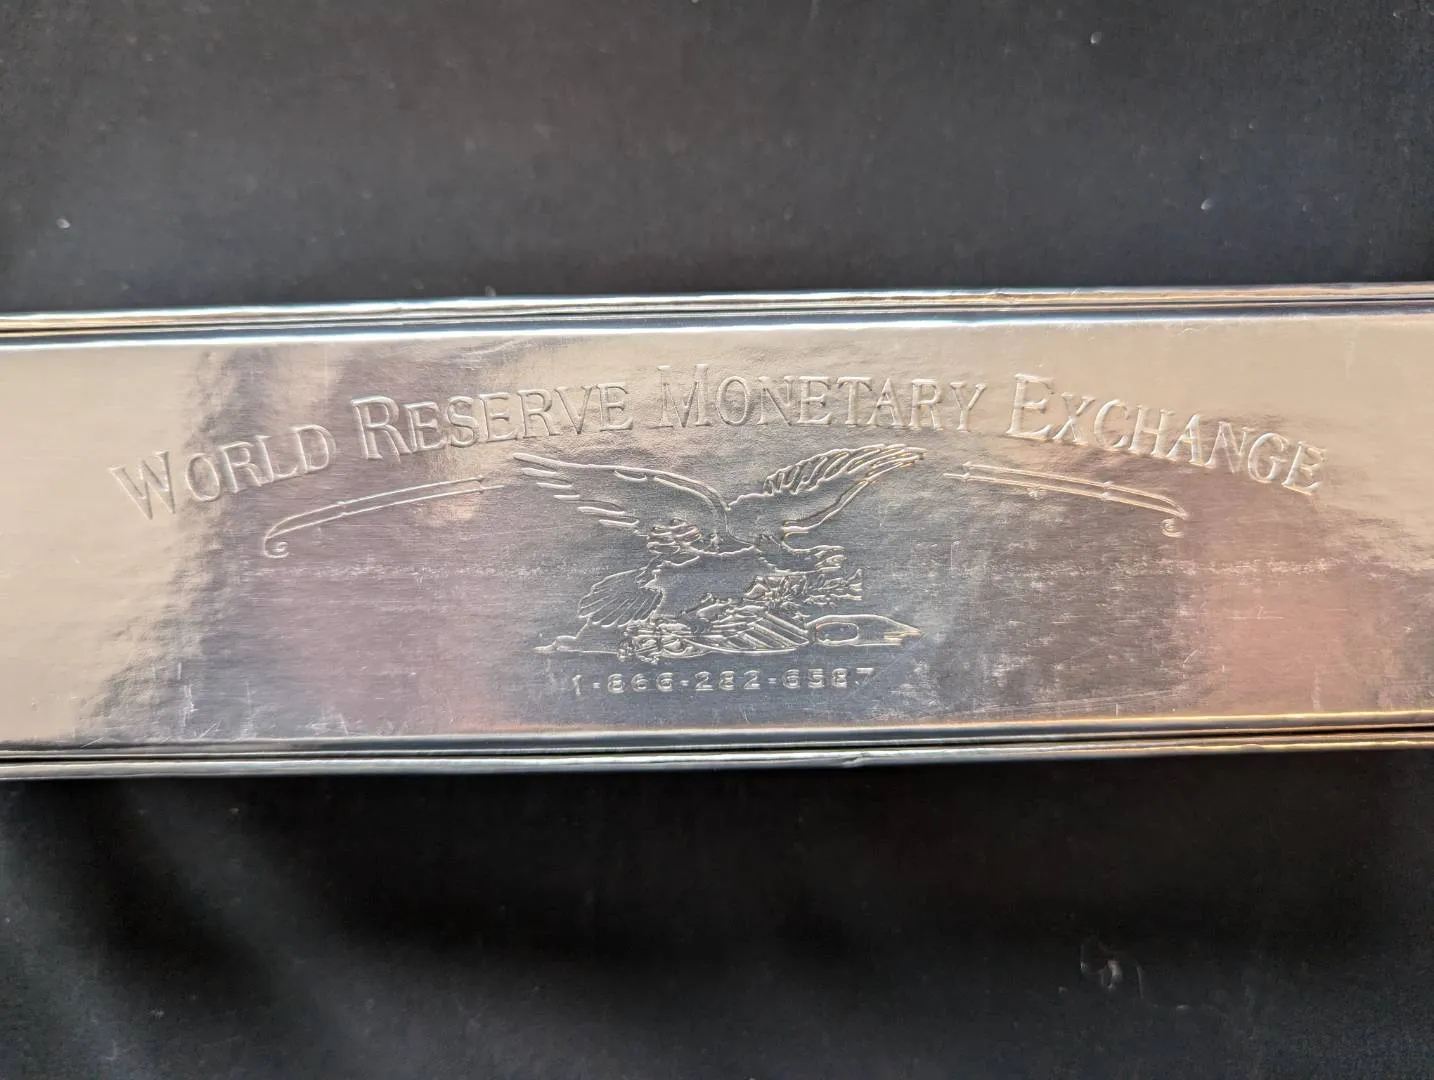 WORLD RESERVE MONETARY EXCHANGE
1-866-282-6587